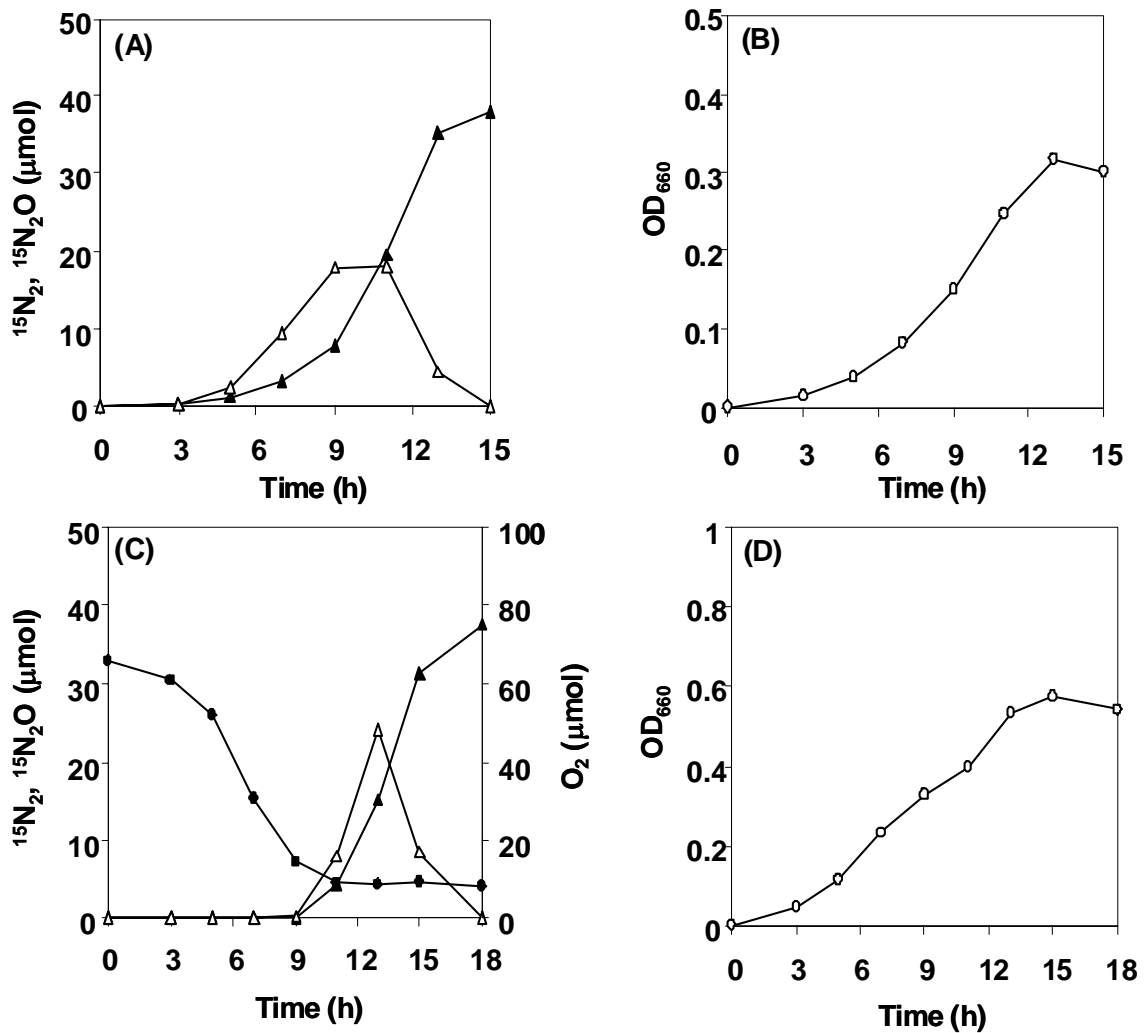 (A)
50
40
30
20
10
0
¹⁵N₂, ¹⁵N₂O (μmol)
0 3 6 9 12 15
Time (h)
(B)
0.5
0.4
0.3
0.2
0.1
0
OD₆₆₀
0 3 6 9 12 15
Time (h)
(C)
50
40
30
20
10
0
¹⁵N₂, ¹⁵N₂O (μmol)
100
80
60
40
20
0
O₂ (μmol)
0 3 6 9 12 15 18
Time (h)
(D)
1
0.8
0.6
0.4
0.2
0
OD₆₆₀
0 3 6 9 12 15 18
Time (h)